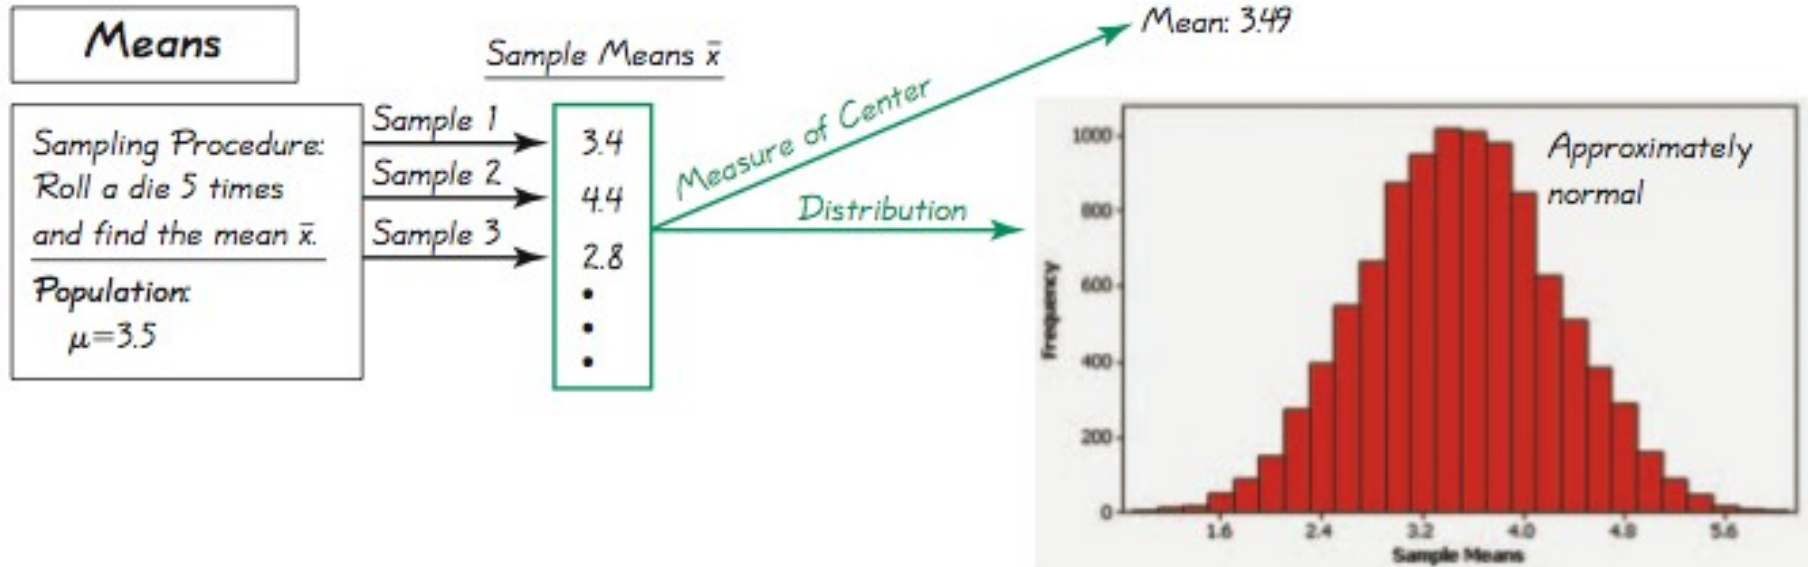 Means
Sample Means x̄
Mean: 3.49
Sampling Procedure:
Roll a die 5 times
and find the mean x̄.
Population:
μ=3.5
Sample 1
Sample 2
Sample 3
3.4
4.4
2.8
Measure of Center
Distribution
Approximately
normal
Frequency
1000
800
600
400
200
0
1.6 2.4 3.2 4.0 4.8 5.6
Sample Means